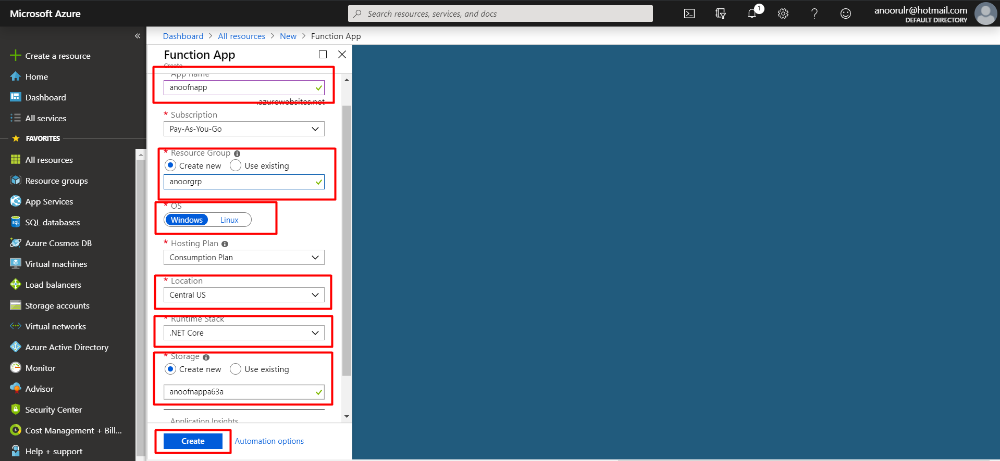 Microsoft Azure
Search resources, services, and docs
1
anoorulr@hotmail.com
DEFAULT DIRECTORY
«
Create a resource
Home
Dashboard
All services
FAVORITES
All resources
Resource groups
App Services
SQL databases
Azure Cosmos DB
Virtual machines
Load balancers
Storage accounts
Virtual networks
Azure Active Directory
Monitor
Advisor
Security Center
Cost Management + Bill...
Help + support
Dashboard > All resources > New > Function App
Function App
Create
App name
anoofnapp
.azurewebsites.net
* Subscription
Pay-As-You-Go
* Resource Group
Create new Use existing
anoorgrp
* OS
Windows Linux
* Hosting Plan
Consumption Plan
* Location
Central US
* Runtime Stack
.NET Core
* Storage
Create new Use existing
anoofnappa63a
Application Insights
Create Automation options